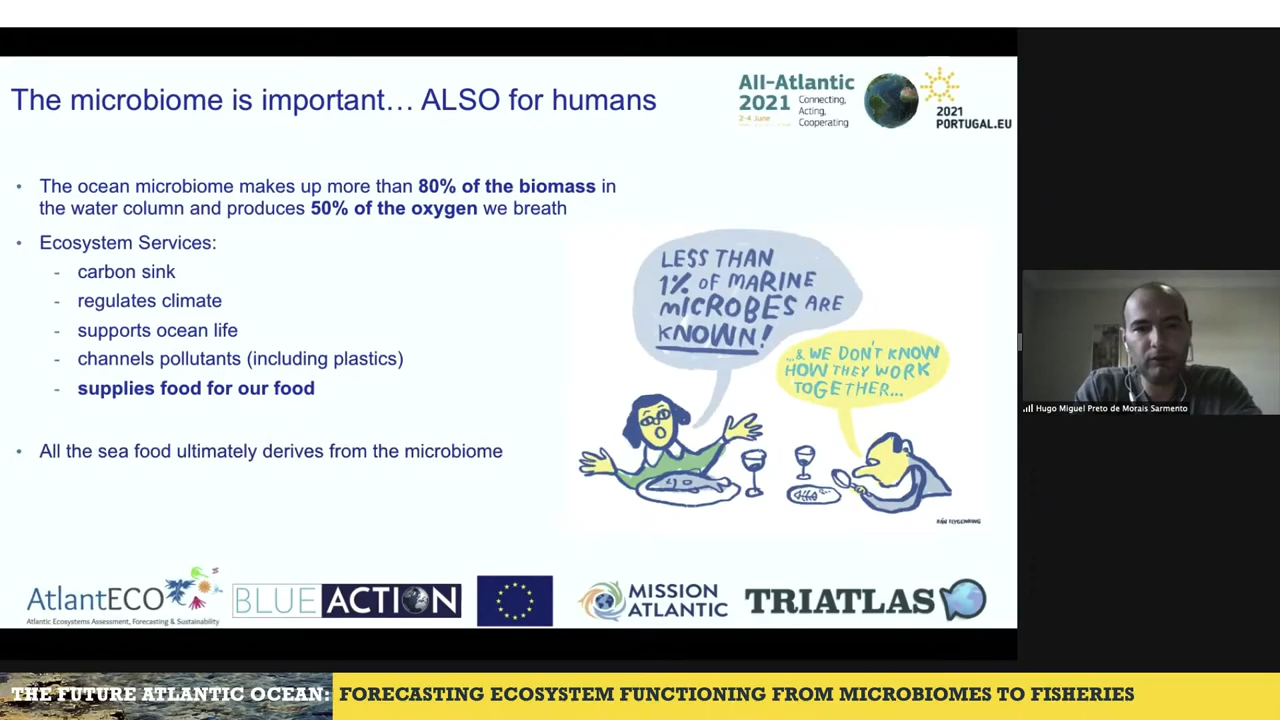 The microbiome is important… ALSO for humans
All-Atlantic
2021
2-4 June
Connecting,
Acting,
Cooperating
2021
PORTUGAL.EU
• The ocean microbiome makes up more than 80% of the biomass in
the water column and produces 50% of the oxygen we breath
• Ecosystem Services:
- carbon sink
- regulates climate
- supports ocean life
- channels pollutants (including plastics)
- supplies food for our food
• All the sea food ultimately derives from the microbiome
LESS THAN
1% OF MARINE
MICROBES ARE
KNOWN!
...& WE DON'T KNOW
HOW THEY WORK
TOGETHER...
RÁN FLYGENRING
Hugo Miguel Preto de Morais Sarmento
AtlantECO
Atlantic Ecosystems Assessment, Forecasting & Sustainability
BLUE ACTION
MISSION
ATLANTIC
TRIATLAS
THE FUTURE ATLANTIC OCEAN: FORECASTING ECOSYSTEM FUNCTIONING FROM MICROBIOMES TO FISHERIES